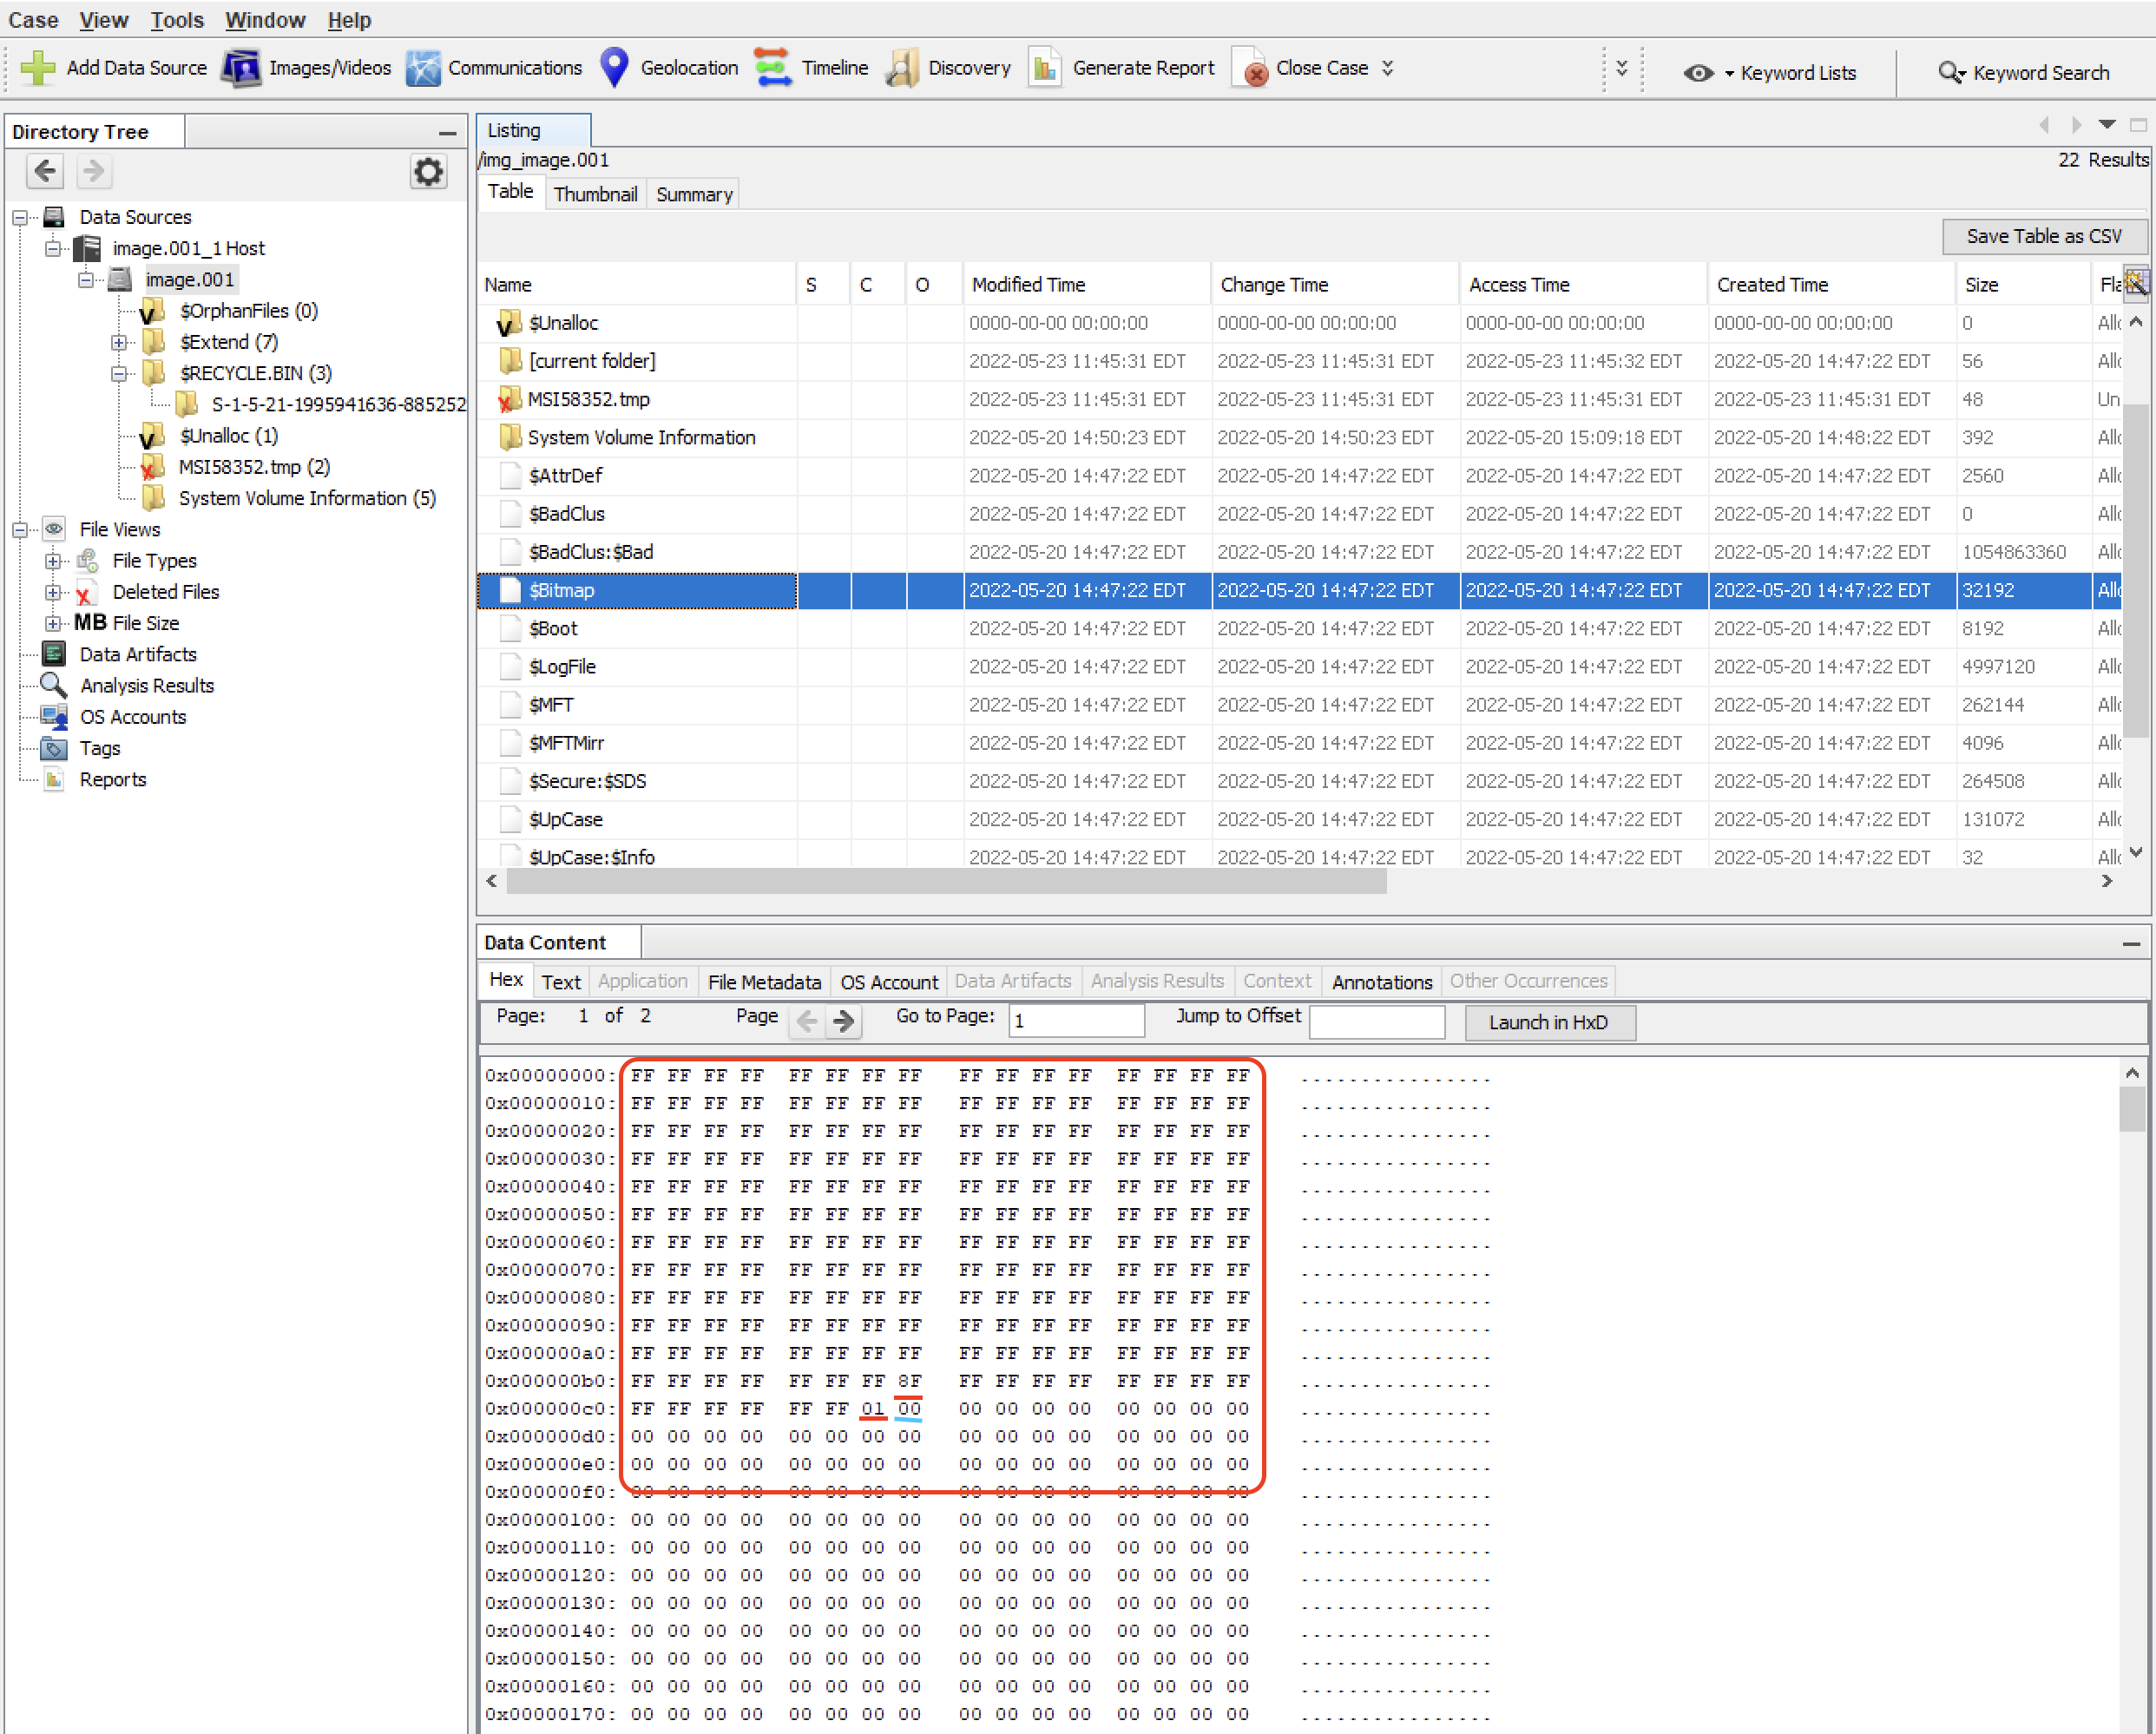 Case View Tools Window Help
Add Data Source Images/Videos Communications Geolocation Timeline Discovery Generate Report Close Case Keyword Lists Keyword Search
Directory Tree
Data Sources
image.001_1 Host
image.001
$OrphanFiles (0)
$Extend (7)
$RECYCLE.BIN (3)
S-1-5-21-1995941636-885252
$Unalloc (1)
MSI58352.tmp (2)
System Volume Information (5)
File Views
File Types
Deleted Files
MB File Size
Data Artifacts
Analysis Results
OS Accounts
Tags
Reports
Listing
/img_image.001 22 Results
Table Thumbnail Summary
Save Table as CSV
Name S C O Modified Time Change Time Access Time Created Time Size Fla
$Unalloc 0000-00-00 00:00:00 0000-00-00 00:00:00 0000-00-00 00:00:00 0000-00-00 00:00:00 0 Allo
[current folder] 2022-05-23 11:45:31 EDT 2022-05-23 11:45:31 EDT 2022-05-23 11:45:32 EDT 2022-05-20 14:47:22 EDT 56 Allo
MSI58352.tmp 2022-05-23 11:45:31 EDT 2022-05-23 11:45:31 EDT 2022-05-23 11:45:31 EDT 2022-05-23 11:45:31 EDT 48 Un
System Volume Information 2022-05-20 14:50:23 EDT 2022-05-20 14:50:23 EDT 2022-05-20 15:09:18 EDT 2022-05-20 14:48:22 EDT 392 Allo
$AttrDef 2022-05-20 14:47:22 EDT 2022-05-20 14:47:22 EDT 2022-05-20 14:47:22 EDT 2022-05-20 14:47:22 EDT 2560 Allo
$BadClus 2022-05-20 14:47:22 EDT 2022-05-20 14:47:22 EDT 2022-05-20 14:47:22 EDT 2022-05-20 14:47:22 EDT 0 Allo
$BadClus:$Bad 2022-05-20 14:47:22 EDT 2022-05-20 14:47:22 EDT 2022-05-20 14:47:22 EDT 2022-05-20 14:47:22 EDT 1054863360 Allo
$Bitmap 2022-05-20 14:47:22 EDT 2022-05-20 14:47:22 EDT 2022-05-20 14:47:22 EDT 2022-05-20 14:47:22 EDT 32192 Allo
$Boot 2022-05-20 14:47:22 EDT 2022-05-20 14:47:22 EDT 2022-05-20 14:47:22 EDT 2022-05-20 14:47:22 EDT 8192 Allo
$LogFile 2022-05-20 14:47:22 EDT 2022-05-20 14:47:22 EDT 2022-05-20 14:47:22 EDT 2022-05-20 14:47:22 EDT 4997120 Allo
$MFT 2022-05-20 14:47:22 EDT 2022-05-20 14:47:22 EDT 2022-05-20 14:47:22 EDT 2022-05-20 14:47:22 EDT 262144 Allo
$MFTMirr 2022-05-20 14:47:22 EDT 2022-05-20 14:47:22 EDT 2022-05-20 14:47:22 EDT 2022-05-20 14:47:22 EDT 4096 Allo
$Secure:$SDS 2022-05-20 14:47:22 EDT 2022-05-20 14:47:22 EDT 2022-05-20 14:47:22 EDT 2022-05-20 14:47:22 EDT 264508 Allo
$UpCase 2022-05-20 14:47:22 EDT 2022-05-20 14:47:22 EDT 2022-05-20 14:47:22 EDT 2022-05-20 14:47:22 EDT 131072 Allo
$UpCase:$Info 2022-05-20 14:47:22 EDT 2022-05-20 14:47:22 EDT 2022-05-20 14:47:22 EDT 2022-05-20 14:47:22 EDT 32 Allo
Data Content
Hex Text Application File Metadata OS Account Data Artifacts Analysis Results Context Annotations Other Occurrences
Page: 1 of 2 Page Go to Page: 1 Jump to Offset Launch in HxD
0x00000000: FF FF FF FF FF FF FF FF FF FF FF FF FF FF FF FF ................
0x00000010: FF FF FF FF FF FF FF FF FF FF FF FF FF FF FF FF ................
0x00000020: FF FF FF FF FF FF FF FF FF FF FF FF FF FF FF FF ................
0x00000030: FF FF FF FF FF FF FF FF FF FF FF FF FF FF FF FF ................
0x00000040: FF FF FF FF FF FF FF FF FF FF FF FF FF FF FF FF ................
0x00000050: FF FF FF FF FF FF FF FF FF FF FF FF FF FF FF FF ................
0x00000060: FF FF FF FF FF FF FF FF FF FF FF FF FF FF FF FF ................
0x00000070: FF FF FF FF FF FF FF FF FF FF FF FF FF FF FF FF ................
0x00000080: FF FF FF FF FF FF FF FF FF FF FF FF FF FF FF FF ................
0x00000090: FF FF FF FF FF FF FF FF FF FF FF FF FF FF FF FF ................
0x000000a0: FF FF FF FF FF FF FF FF FF FF FF FF FF FF FF FF ................
0x000000b0: FF FF FF FF FF FF FF 8F FF FF FF FF FF FF FF FF ................
0x000000c0: FF FF FF FF FF FF 01 00 00 00 00 00 00 00 00 00 ................
0x000000d0: 00 00 00 00 00 00 00 00 00 00 00 00 00 00 00 00 ................
0x000000e0: 00 00 00 00 00 00 00 00 00 00 00 00 00 00 00 00 ................
0x000000f0: 00 00 00 00 00 00 00 00 00 00 00 00 00 00 00 00 ................
0x00000100: 00 00 00 00 00 00 00 00 00 00 00 00 00 00 00 00 ................
0x00000110: 00 00 00 00 00 00 00 00 00 00 00 00 00 00 00 00 ................
0x00000120: 00 00 00 00 00 00 00 00 00 00 00 00 00 00 00 00 ................
0x00000130: 00 00 00 00 00 00 00 00 00 00 00 00 00 00 00 00 ................
0x00000140: 00 00 00 00 00 00 00 00 00 00 00 00 00 00 00 00 ................
0x00000150: 00 00 00 00 00 00 00 00 00 00 00 00 00 00 00 00 ................
0x00000160: 00 00 00 00 00 00 00 00 00 00 00 00 00 00 00 00 ................
0x00000170: 00 00 00 00 00 00 00 00 00 00 00 00 00 00 00 00 ................